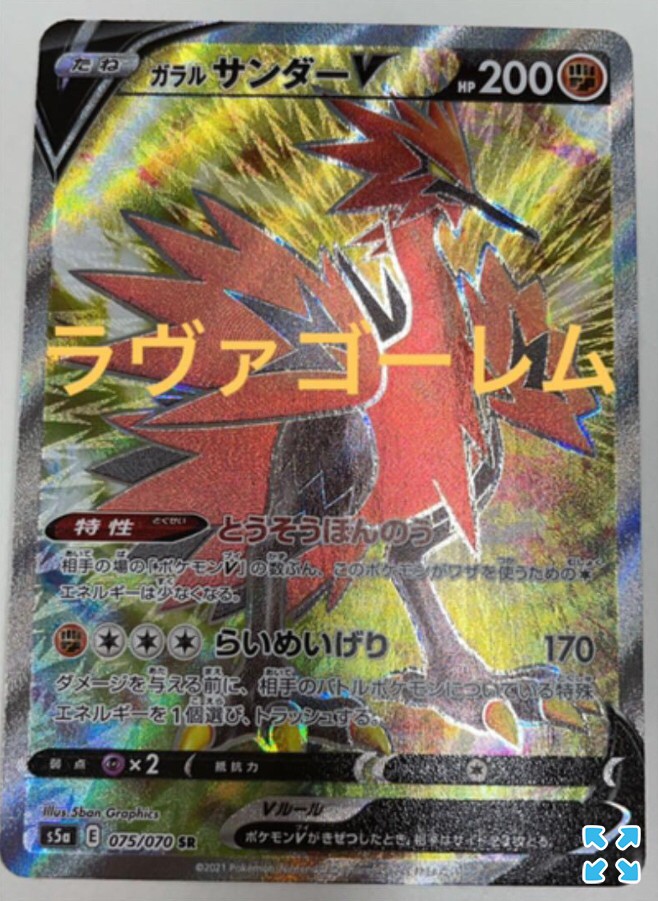 たね ガラル サンダーV HP 200
ラヴァゴーレム
特性 とくせい とうそうほんのう
相手の場の「ポケモンV」の数ぶん、このポケモンがワザを使うための
エネルギーは少なくなる。
らいめいげり 170
ダメージを与える前に、相手のバトルポケモンについている特殊
エネルギーを1個選び、トラッシュする。
弱点 ×2 抵抗力
Vルール
illus. 5ban Graphics
ポケモンVがきぜつしたとき、相手はサイドを2枚とる。
s5a E 075/070 SR
©2021 Pokémon